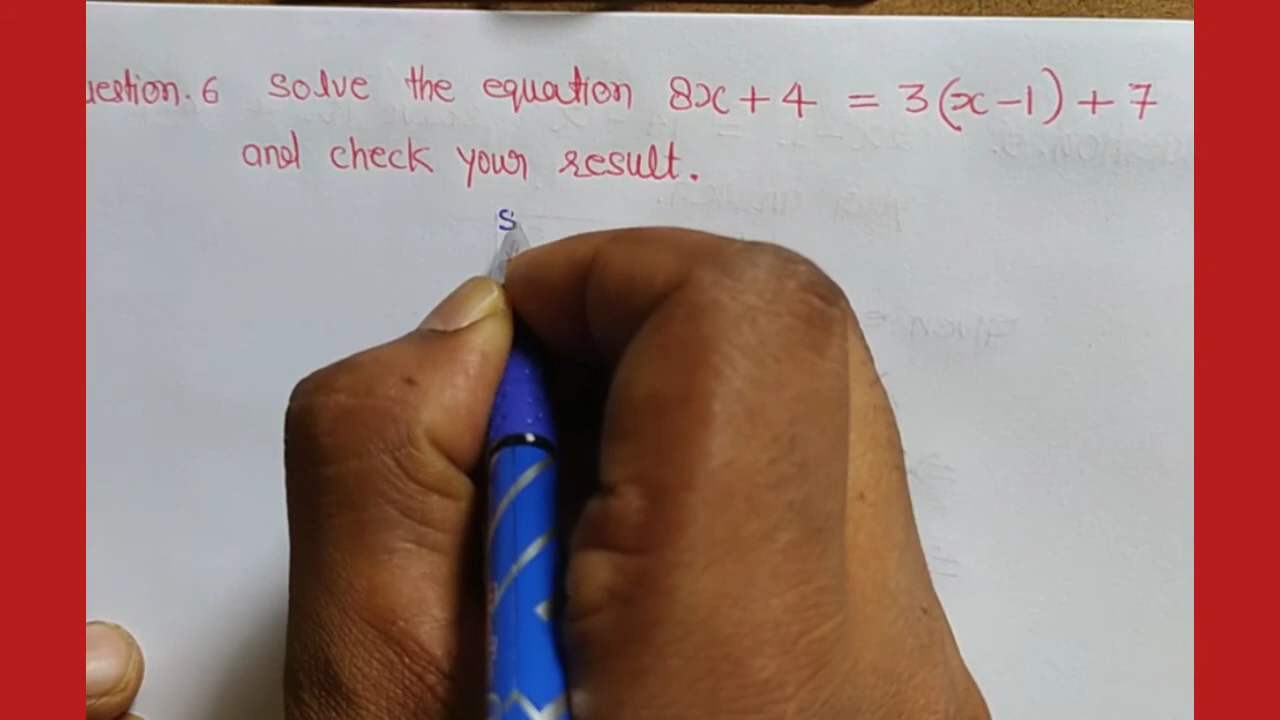 uestion. 6 solve the equation 8x + 4 = 3(x-1) + 7
and check your result.
S